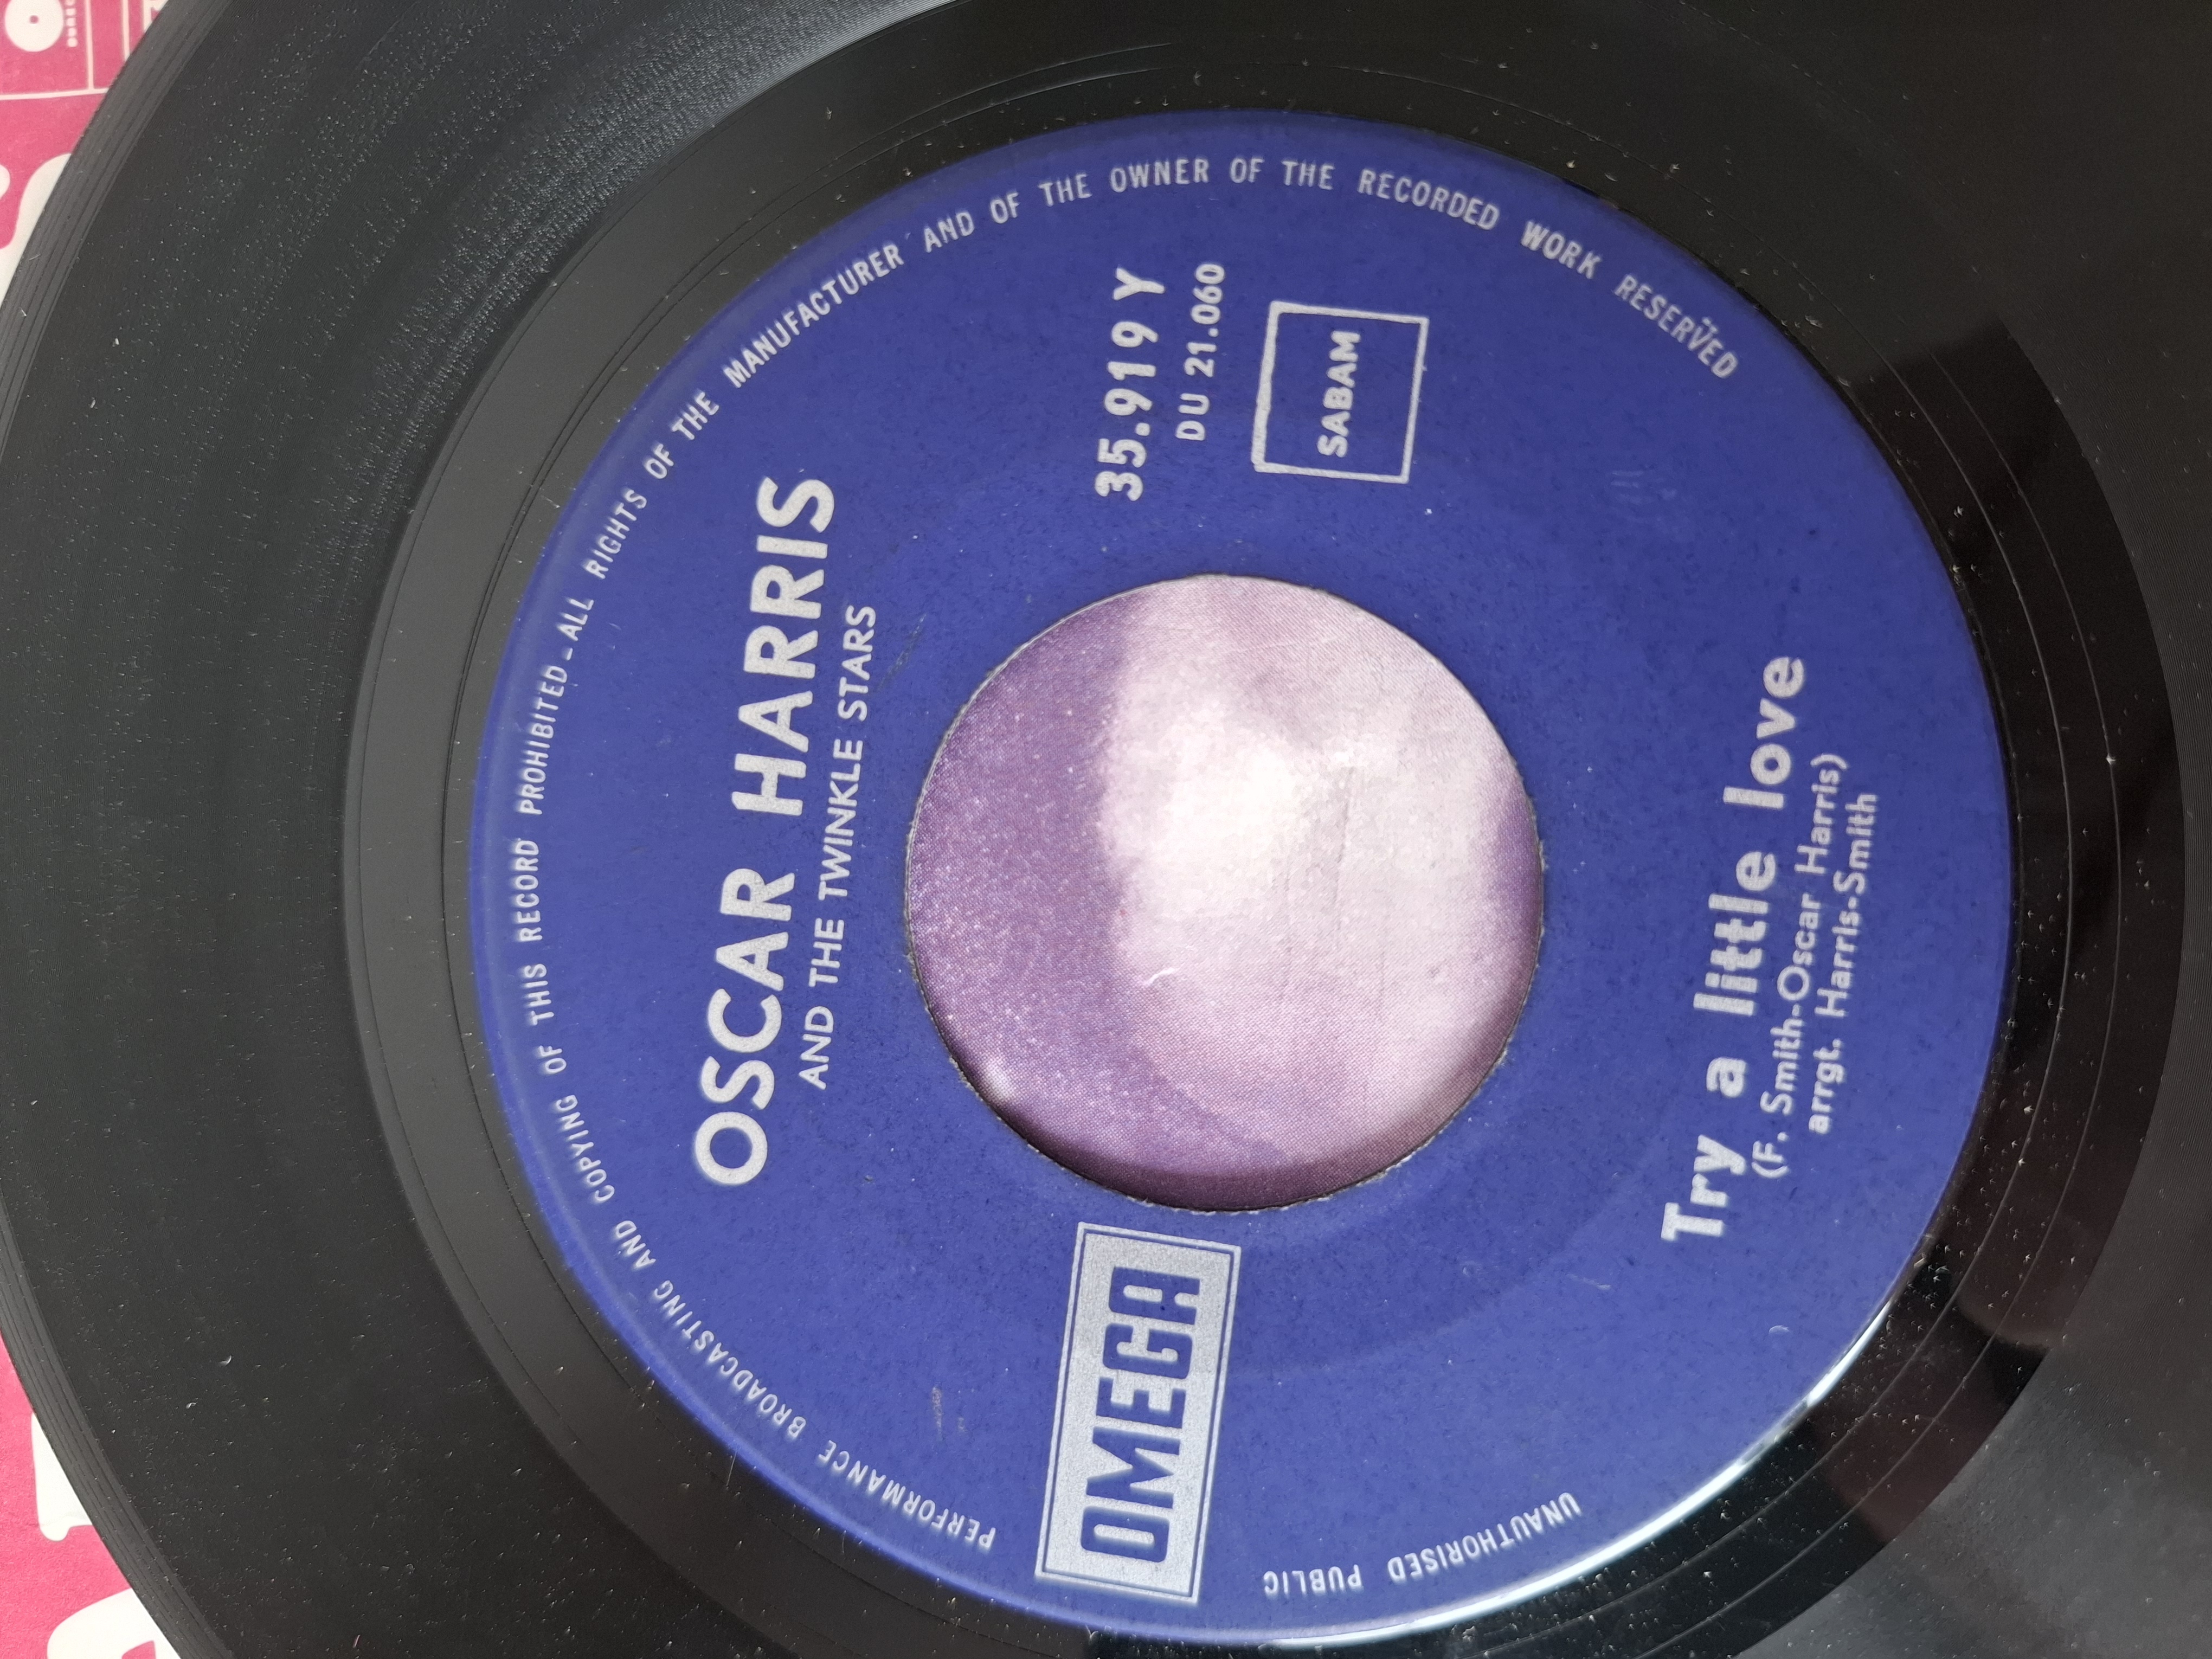 UNAUTHORISED PUBLIC PERFORMANCE BROADCASTING AND COPYING OF THIS RECORD PROHIBITED - ALL RIGHTS OF THE MANUFACTURER AND OF THE OWNER OF THE RECORDED WORK RESERVED
OSCAR HARRIS
AND THE TWINKLE STARS
OMEGA
35.919 Y
DU 21.060
SABAM
Try a little love
(F. Smith-Oscar Harris)
arrgt. Harris-Smith